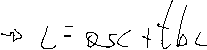 → L = asc + tbc